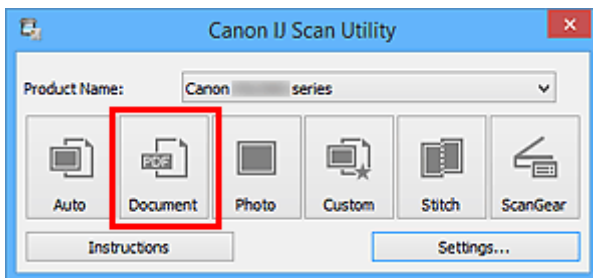 Canon IJ Scan Utility
Product Name: Canon series
PDF
Auto Document Photo Custom Stitch ScanGear
Instructions Settings...